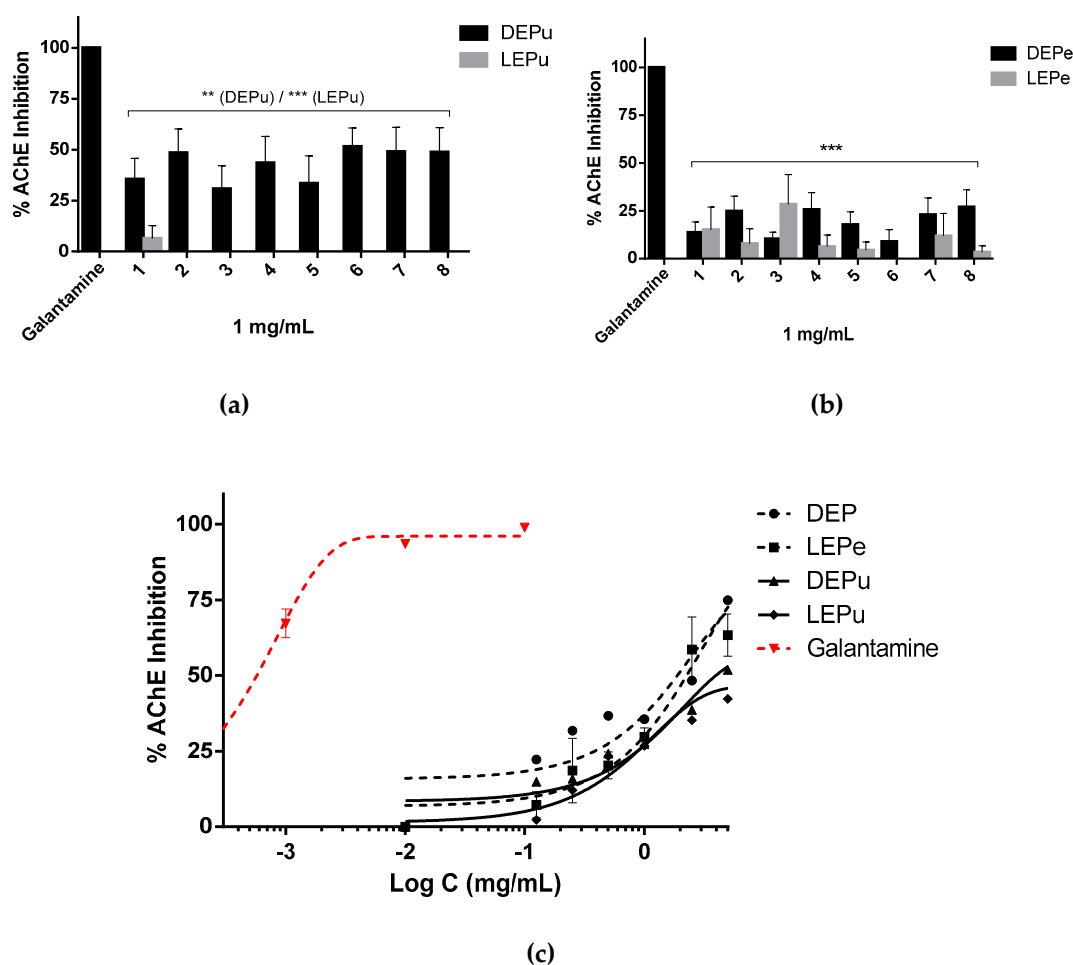 DEPu
LEPu
100
75
50
25
0
% AChE Inhibition
** (DEPu) / *** (LEPu)
Galantamine
1
2
3
4
5
6
7
8
1 mg/mL
(a)
DEPe
LEPe
100
75
50
25
0
% AChE Inhibition
***
Galantamine
1
2
3
4
5
6
7
8
1 mg/mL
(b)
100
75
50
25
0
% AChE Inhibition
-3
-2
-1
0
Log C (mg/mL)
DEP
LEPe
DEPu
LEPu
Galantamine
(c)